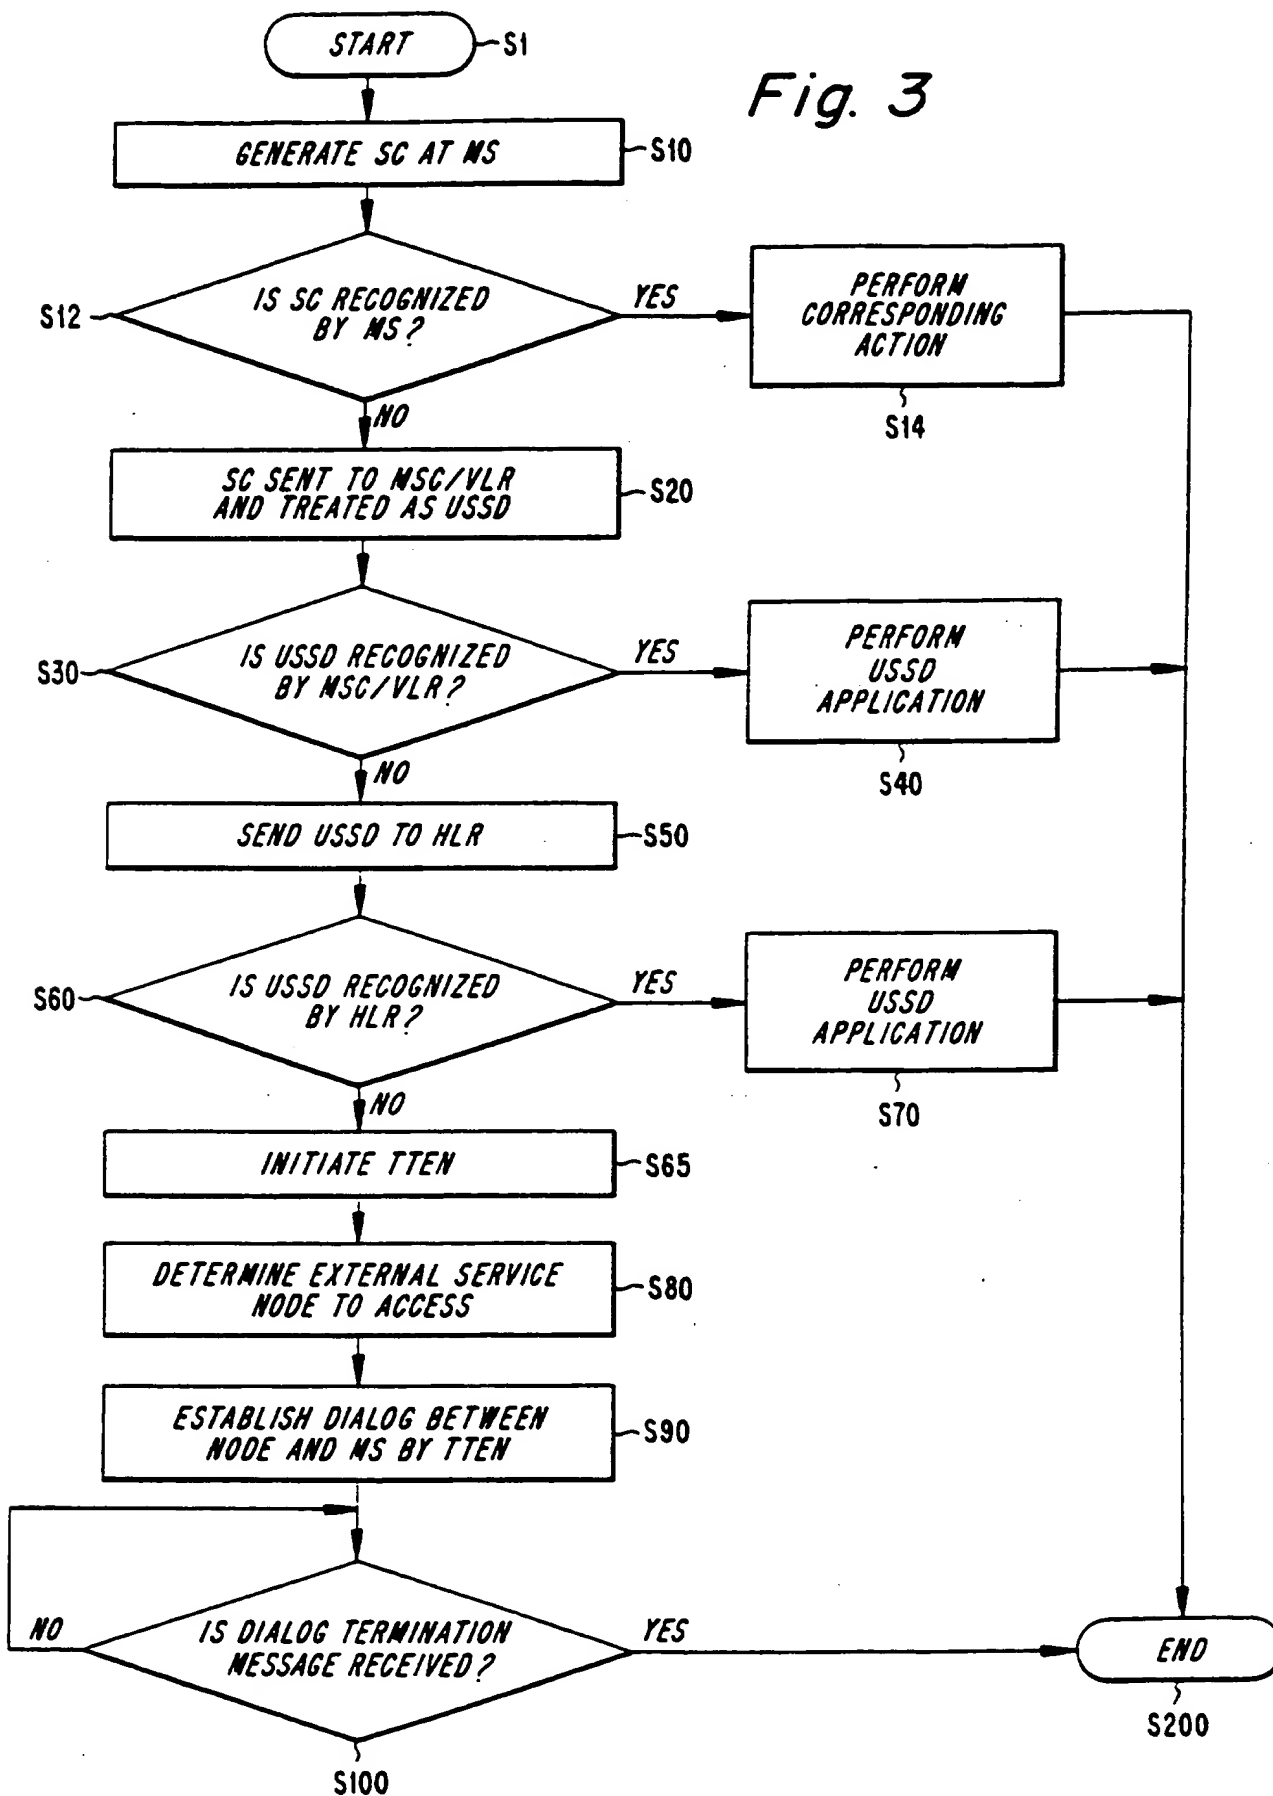 START
S1
Fig. 3
GENERATE SC AT MS
S10
IS SC RECOGNIZED
BY MS?
S12
YES
PERFORM
CORRESPONDING
ACTION
S14
NO
SC SENT TO MSC/VLR
AND TREATED AS USSD
S20
IS USSD RECOGNIZED
BY MSC/VLR?
S30
YES
PERFORM
USSD
APPLICATION
S40
NO
SEND USSD TO HLR
S50
IS USSD RECOGNIZED
BY HLR?
S60
YES
PERFORM
USSD
APPLICATION
S70
NO
INITIATE TTEN
S65
DETERMINE EXTERNAL SERVICE
NODE TO ACCESS
S80
ESTABLISH DIALOG BETWEEN
NODE AND MS BY TTEN
S90
NO
IS DIALOG TERMINATION
MESSAGE RECEIVED?
YES
END
S200
S100